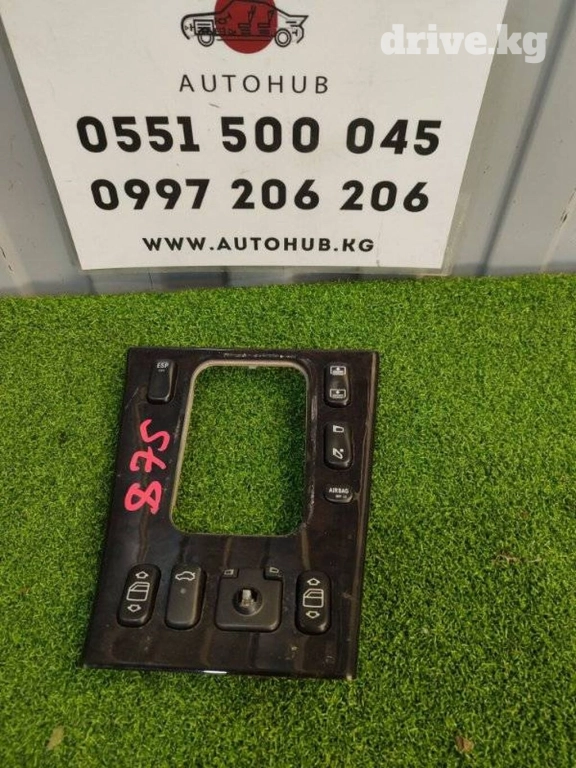 drive.kg
AUTOHUB
0551 500 045
0997 206 206
WWW.AUTOHUB.KG
ESP
875
AIRBAG